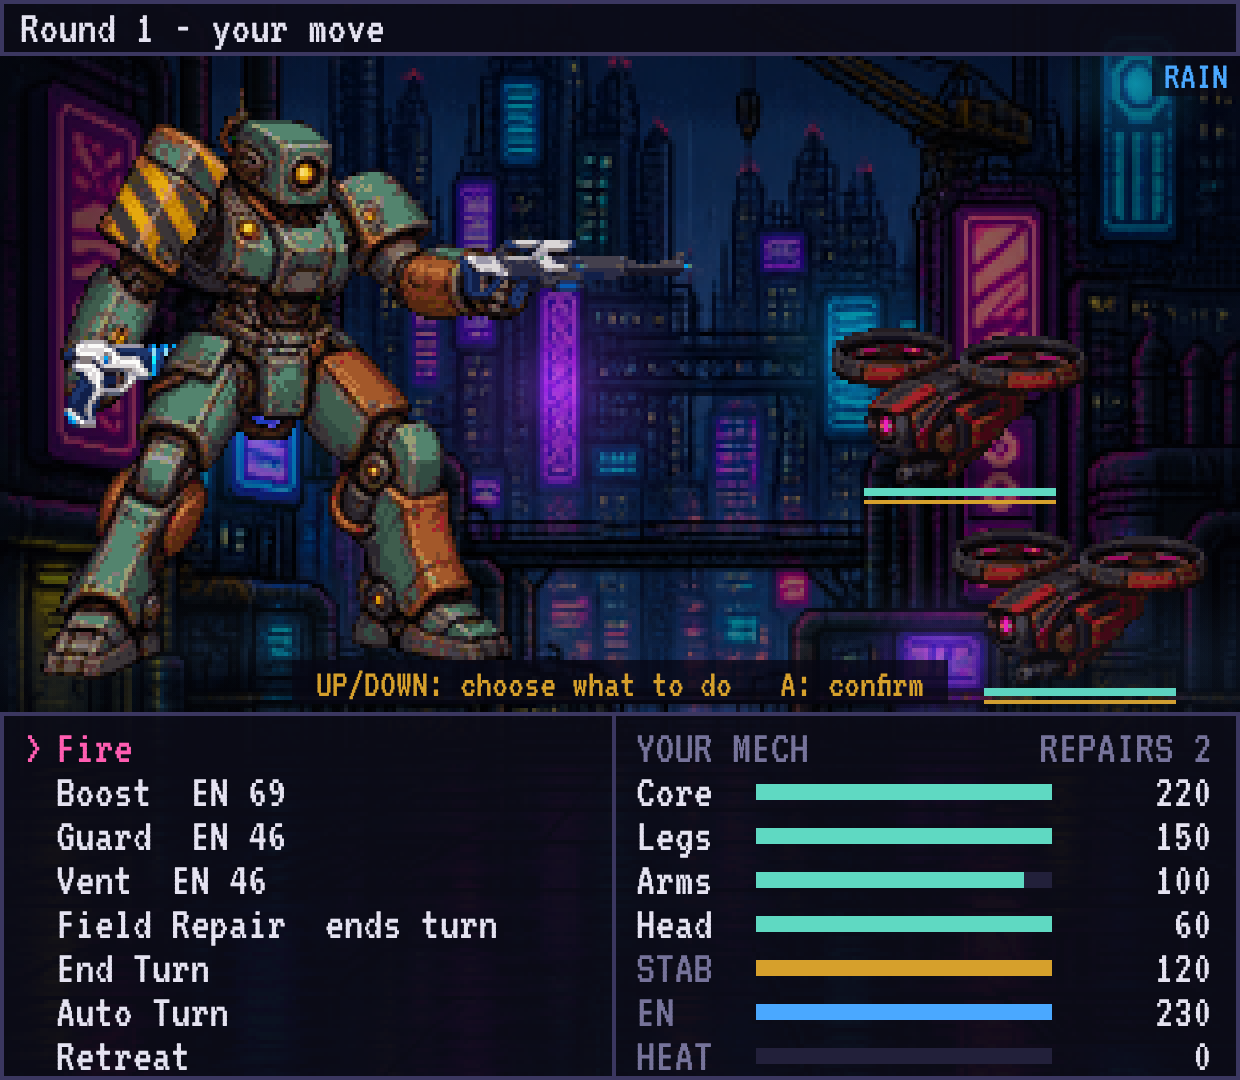 Round 1 - your move
RAIN
UP/DOWN: choose what to do A: confirm
> Fire
Boost EN 69
Guard EN 46
Vent EN 46
Field Repair ends turn
End Turn
Auto Turn
Retreat
YOUR MECH REPAIRS 2
Core 220
Legs 150
Arms 100
Head 60
STAB 120
EN 230
HEAT 0